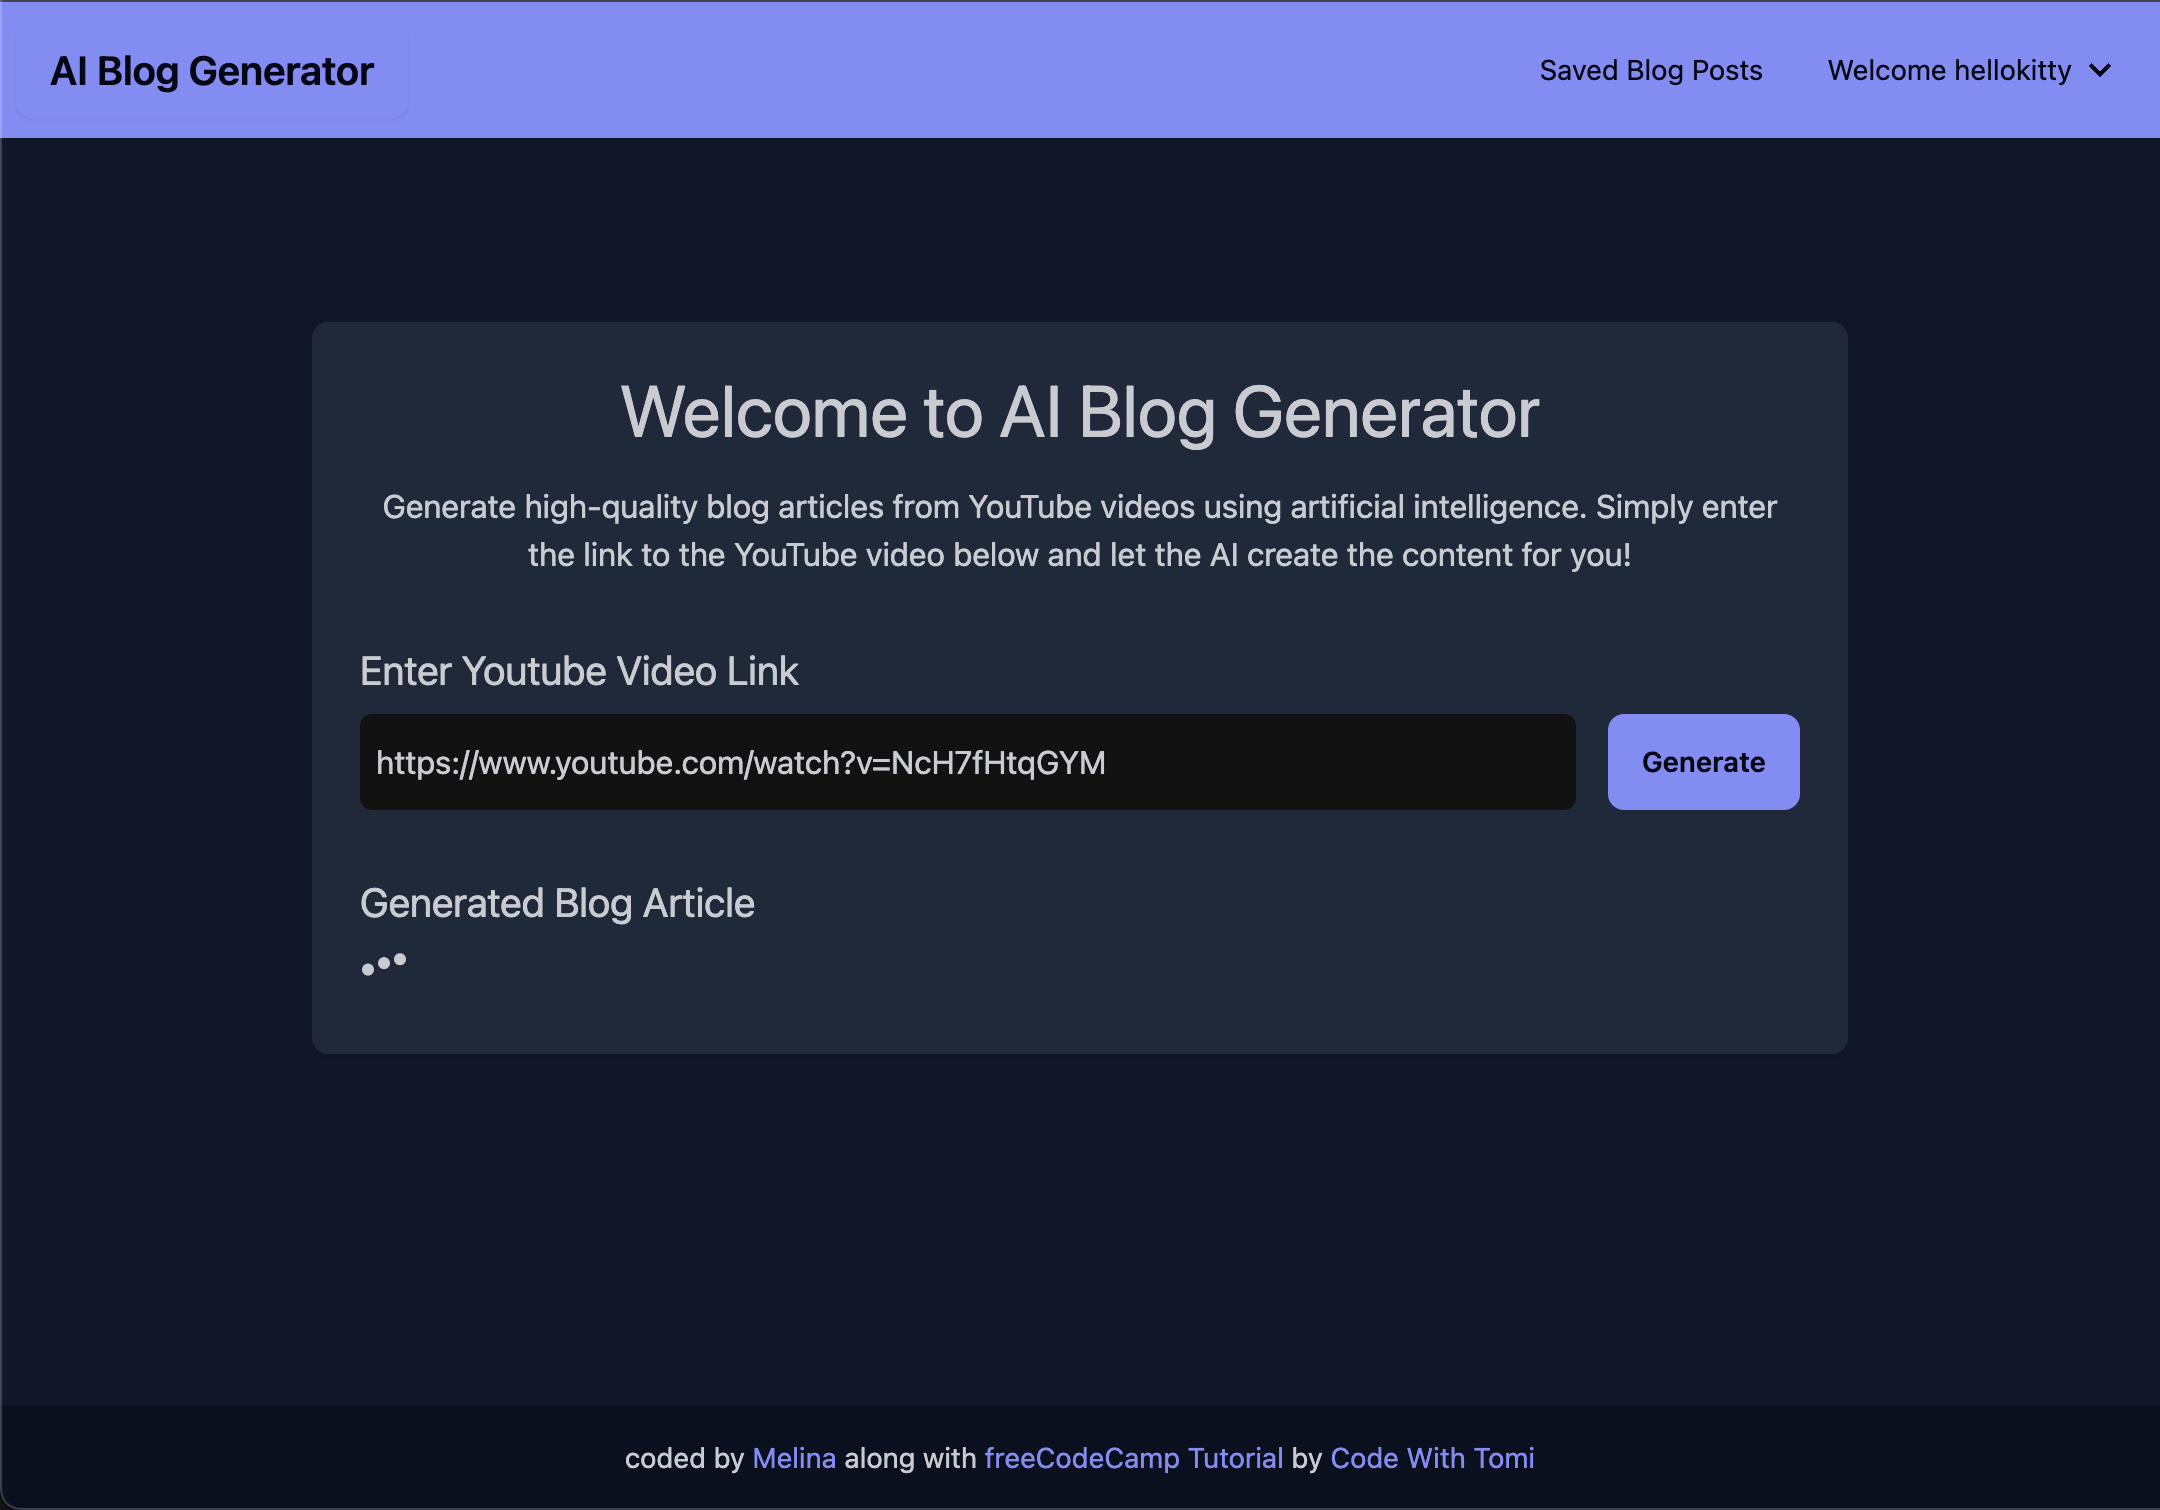 AI Blog Generator
Saved Blog Posts
Welcome hellokitty
Welcome to AI Blog Generator
Generate high-quality blog articles from YouTube videos using artificial intelligence. Simply enter
the link to the YouTube video below and let the AI create the content for you!
Enter Youtube Video Link
https://www.youtube.com/watch?v=NcH7fHtqGYM
Generate
Generated Blog Article
coded by Melina along with freeCodeCamp Tutorial by Code With Tomi